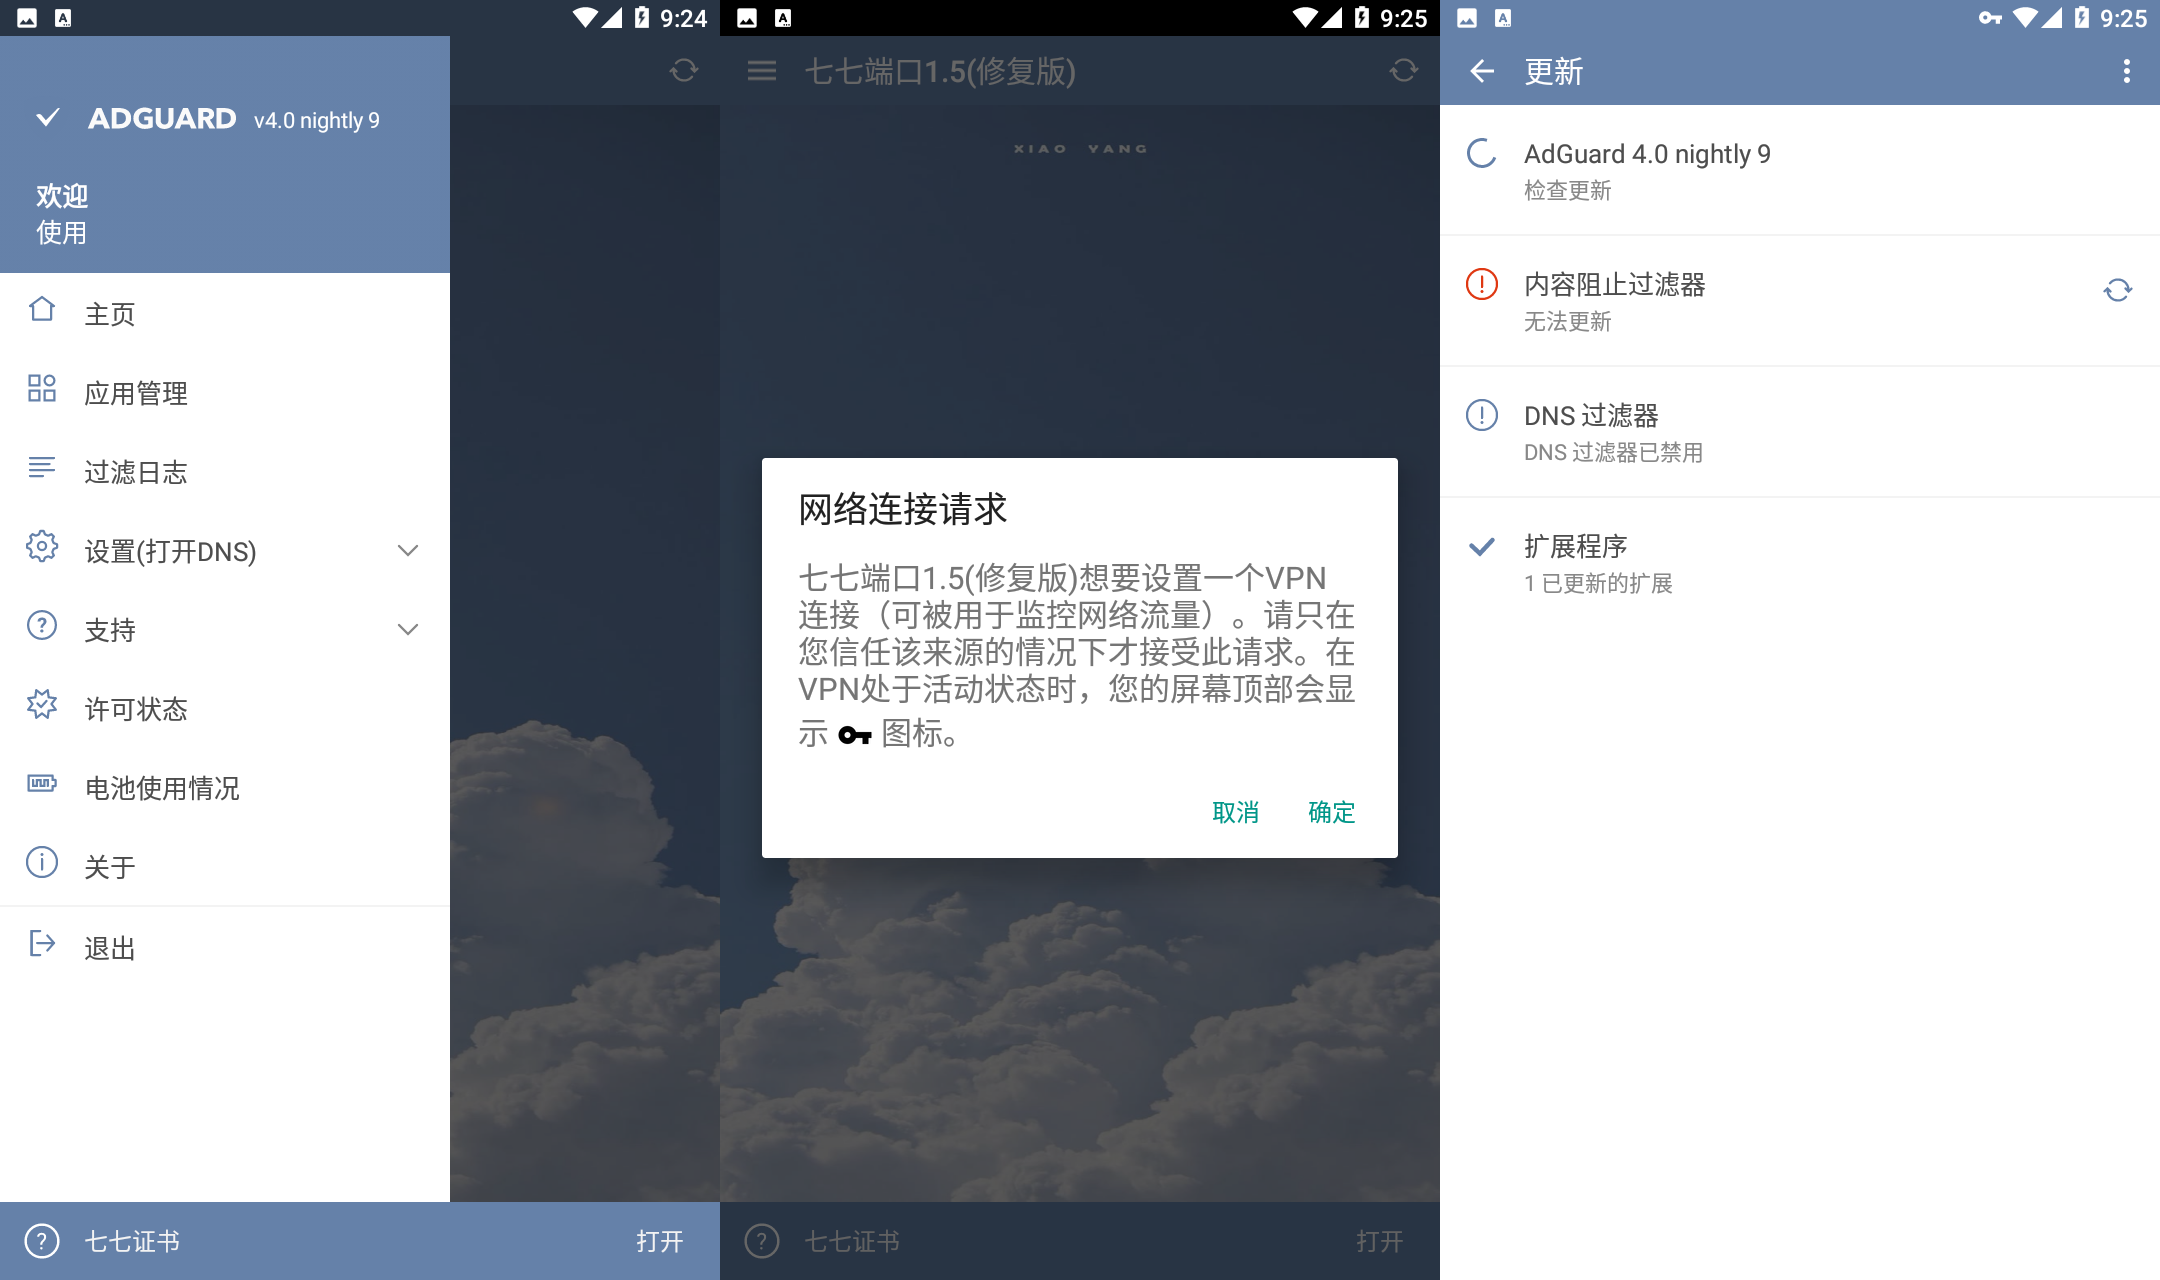 9:24
ADGUARD v4.0 nightly 9
欢迎
使用
主页
应用管理
过滤日志
设置(打开DNS)
支持
许可状态
电池使用情况
关于
退出
七七证书 打开
9:25
七七端口1.5(修复版)
XIAO YANG
网络连接请求
七七端口1.5(修复版)想要设置一个VPN
连接（可被用于监控网络流量）。请只在
您信任该来源的情况下才接受此请求。在
VPN处于活动状态时，您的屏幕顶部会显
示 图标。
取消 确定
七七证书 打开
9:25
更新
AdGuard 4.0 nightly 9
检查更新
内容阻止过滤器
无法更新
DNS 过滤器
DNS 过滤器已禁用
扩展程序
1 已更新的扩展